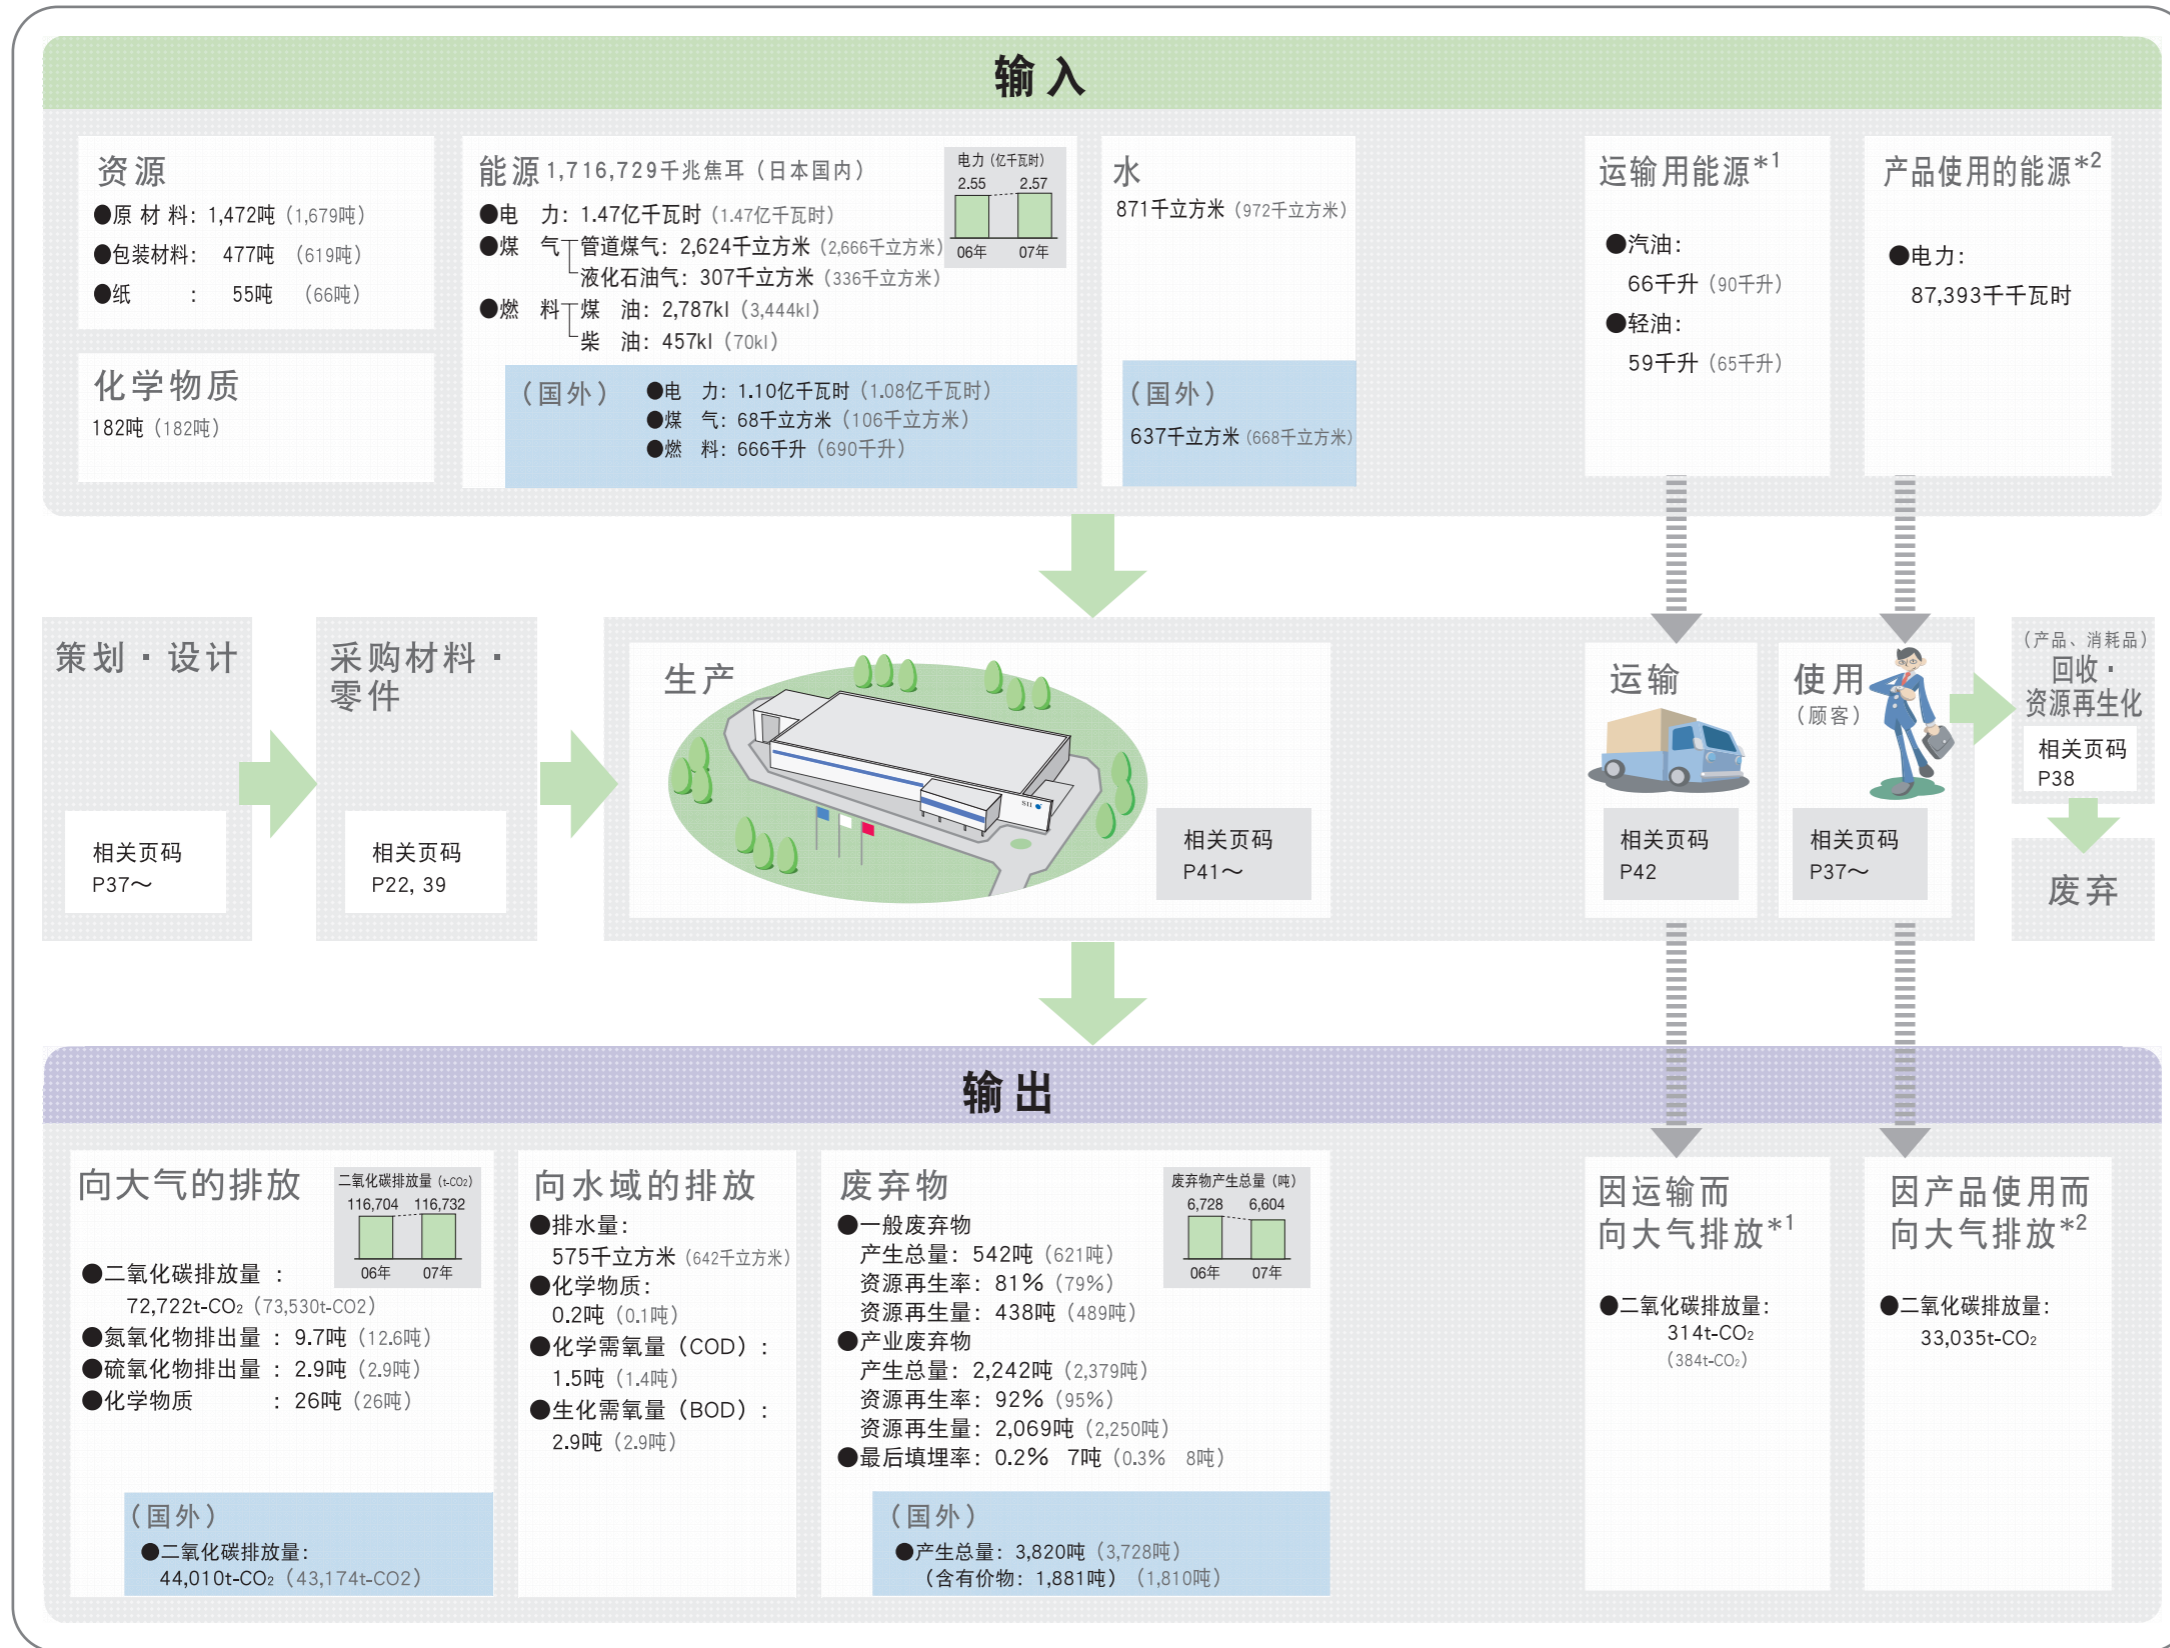 输入
资源
●原 材 料：1,472吨（1,679吨）
●包装材料： 477吨 （619吨）
●纸 ： 55吨 （66吨）
化学物质
182吨（182吨）
能源 1,716,729千兆焦耳（日本国内）
●电 力：1.47亿千瓦时（1.47亿千瓦时）
●煤 气 管道煤气：2,624千立方米（2,666千立方米）
液化石油气：307千立方米（336千立方米）
●燃 料 煤 油：2,787kl（3,444kl）
柴 油：457kl（70kl）
电力（亿千瓦时）
2.55 2.57
06年 07年
（国外） ●电 力：1.10亿千瓦时（1.08亿千瓦时）
●煤 气：68千立方米（106千立方米）
●燃 料：666千升（690千升）
水
871千立方米（972千立方米）
（国外）
637千立方米（668千立方米）
运输用能源*1
●汽油：
66千升（90千升）
●轻油：
59千升（65千升）
产品使用的能源*2
●电力：
87,393千千瓦时
策划・设计
相关页码
P37～
采购材料・
零件
相关页码
P22, 39
生产
SII
相关页码
P41～
运输
相关页码
P42
使用
（顾客）
相关页码
P37～
（产品、消耗品）
回收・
资源再生化
相关页码
P38
废弃
输出
向大气的排放
二氧化碳排放量（t-CO2）
116,704 116,732
06年 07年
●二氧化碳排放量 ：
72,722t-CO2（73,530t-CO2）
●氮氧化物排出量 ：9.7吨（12.6吨）
●硫氧化物排出量 ：2.9吨（2.9吨）
●化学物质 ：26吨（26吨）
（国外）
●二氧化碳排放量：
44,010t-CO2（43,174t-CO2）
向水域的排放
●排水量：
575千立方米（642千立方米）
●化学物质：
0.2吨（0.1吨）
●化学需氧量（COD）：
1.5吨（1.4吨）
●生化需氧量（BOD）：
2.9吨（2.9吨）
废弃物
废弃物产生总量（吨）
6,728 6,604
06年 07年
●一般废弃物
产生总量：542吨（621吨）
资源再生率：81%（79%）
资源再生量：438吨（489吨）
●产业废弃物
产生总量：2,242吨（2,379吨）
资源再生率：92%（95%）
资源再生量：2,069吨（2,250吨）
●最后填埋率：0.2% 7吨（0.3% 8吨）
（国外）
●产生总量：3,820吨（3,728吨）
（含有价物：1,881吨）（1,810吨）
因运输而
向大气排放*1
●二氧化碳排放量：
314t-CO2
（384t-CO2）
因产品使用而
向大气排放*2
●二氧化碳排放量：
33,035t-CO2